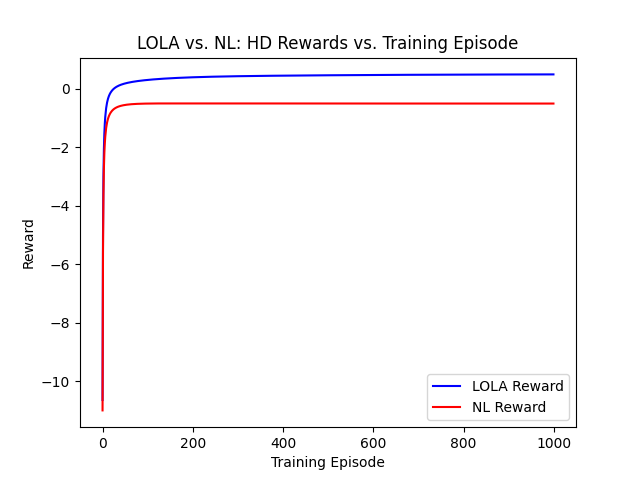 LOLA vs. NL: HD Rewards vs. Training Episode
Reward
0
−2
−4
−6
−8
−10
LOLA Reward
NL Reward
0 200 400 600 800 1000
Training Episode